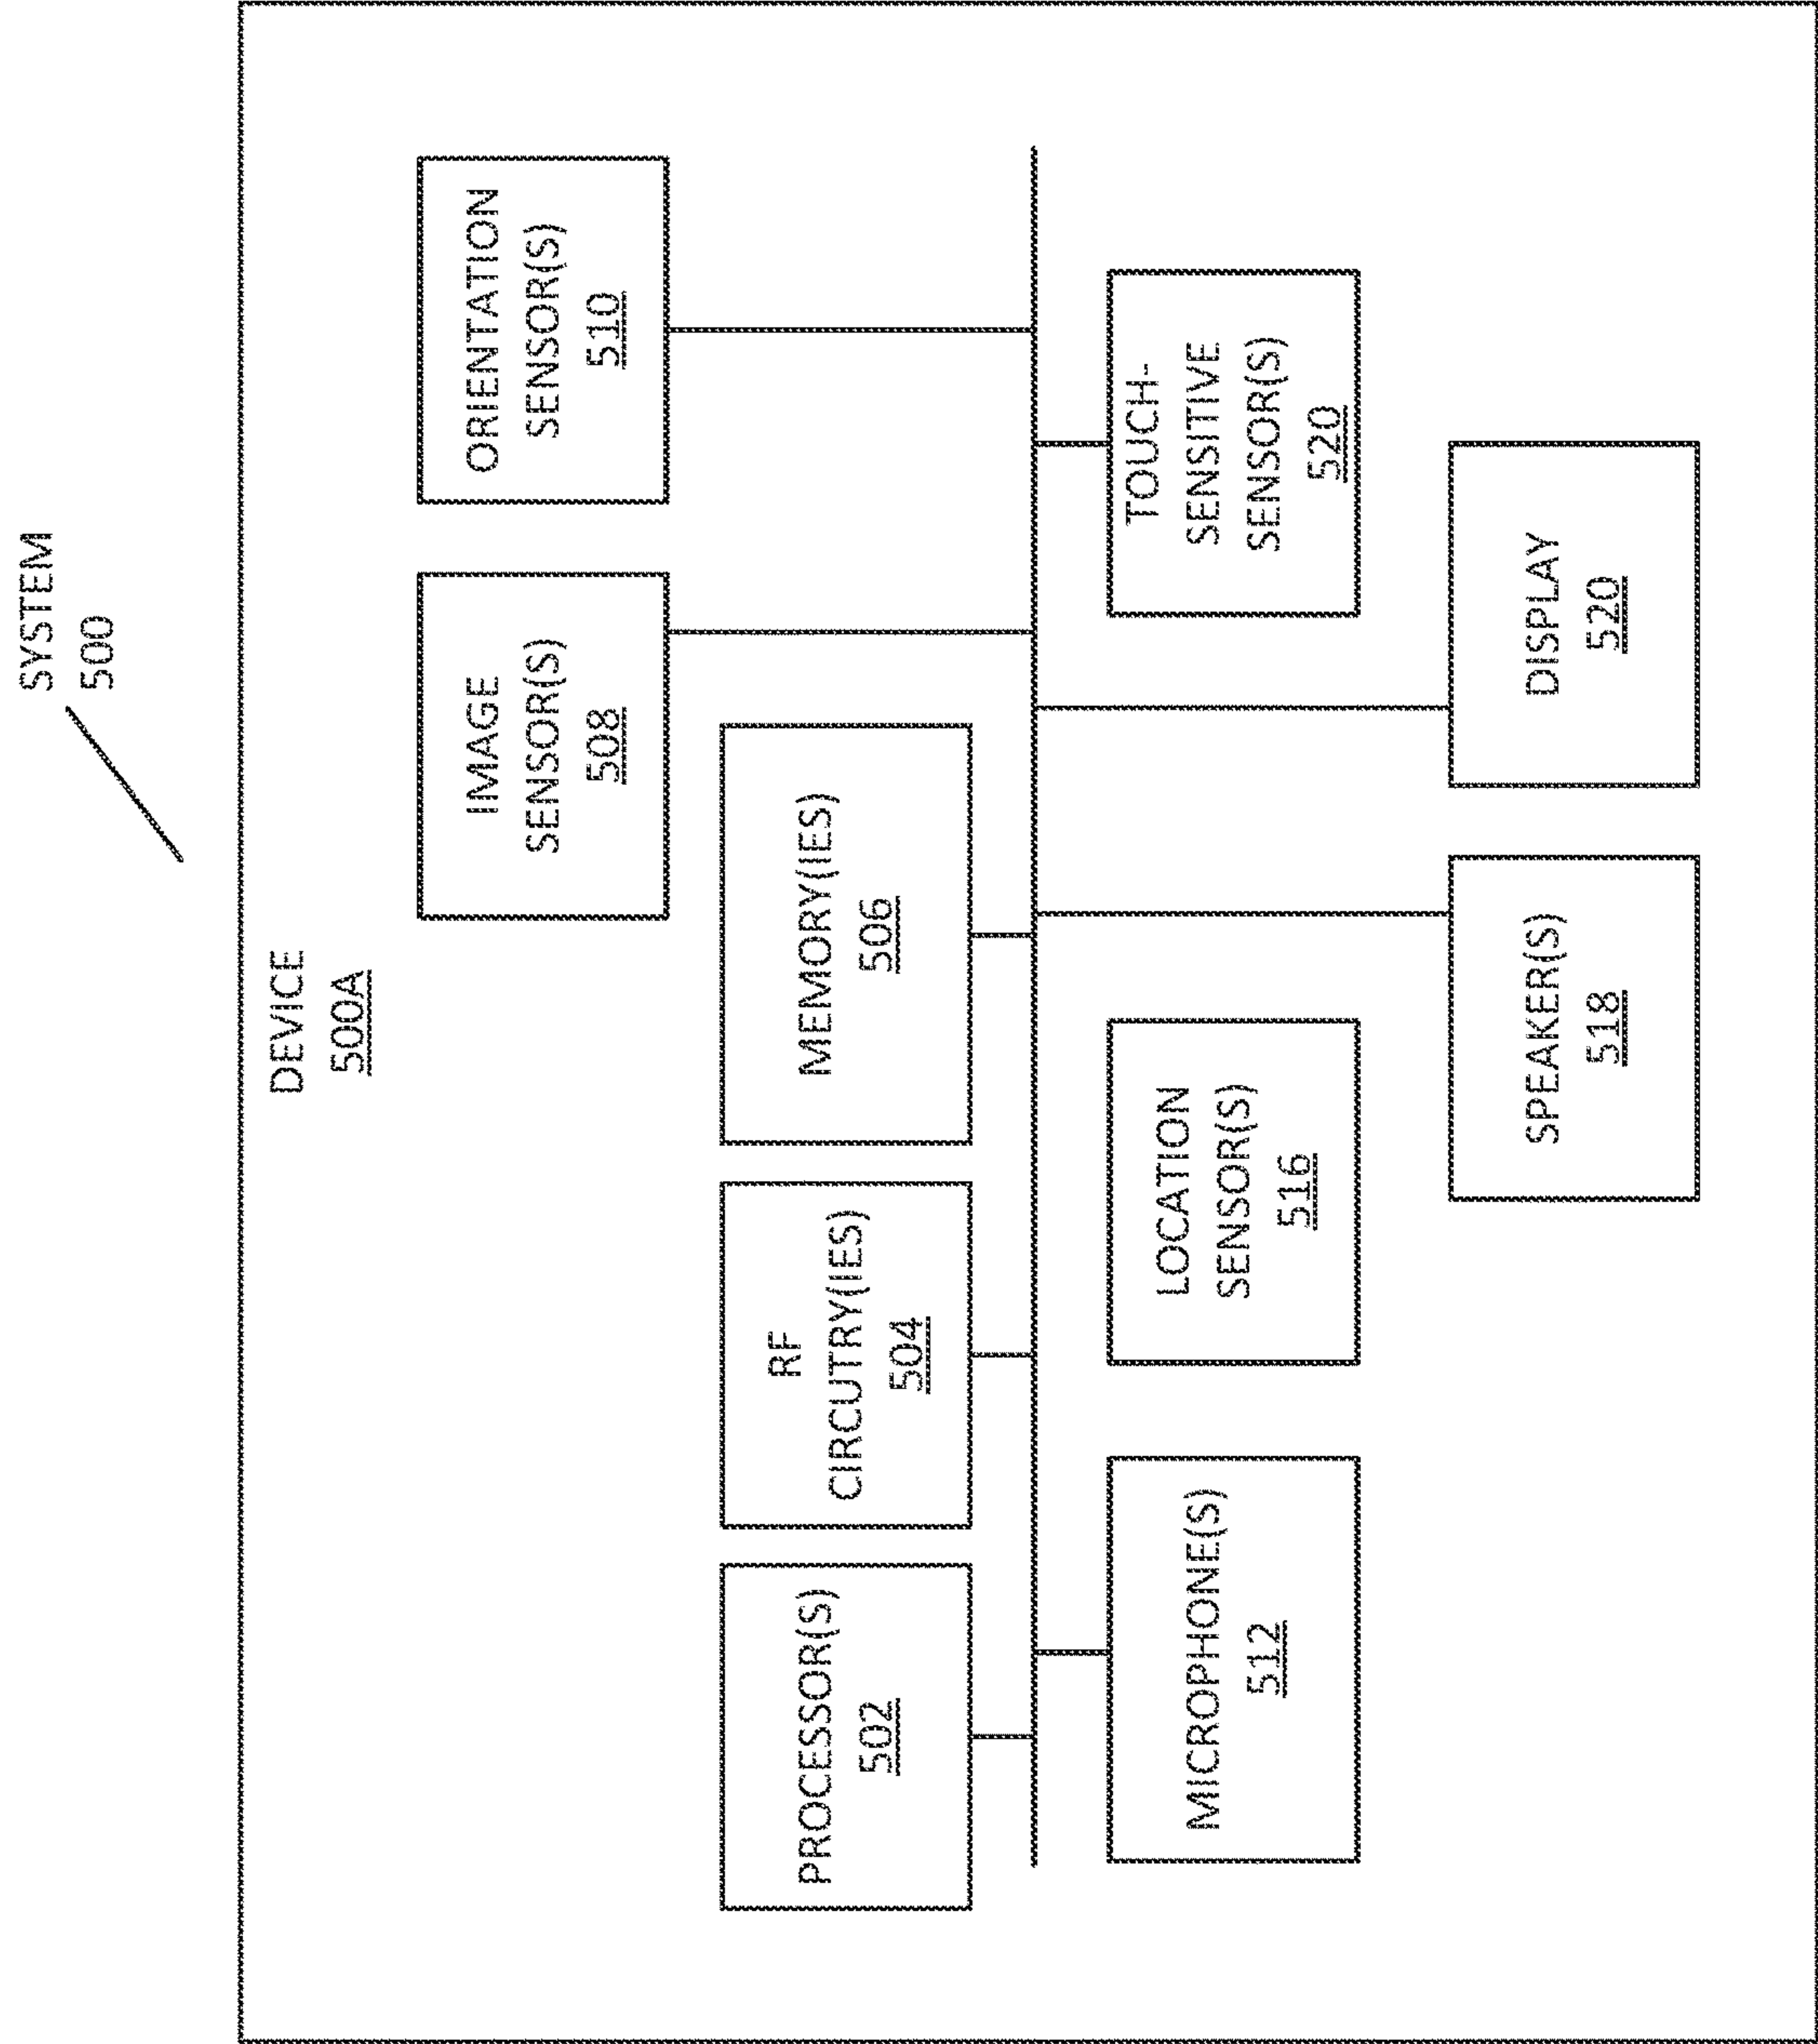 SYSTEM
500
DEVICE
500A
IMAGE
SENSOR(S)
508
ORIENTATION
SENSOR(S)
510
PROCESSOR(S)
502
RF
CIRCUTRY(IES)
504
MEMORY(IES)
506
MICROPHONE(S)
512
LOCATION
SENSOR(S)
516
TOUCH-
SENSITIVE
SENSOR(S)
520
SPEAKER(S)
518
DISPLAY
520